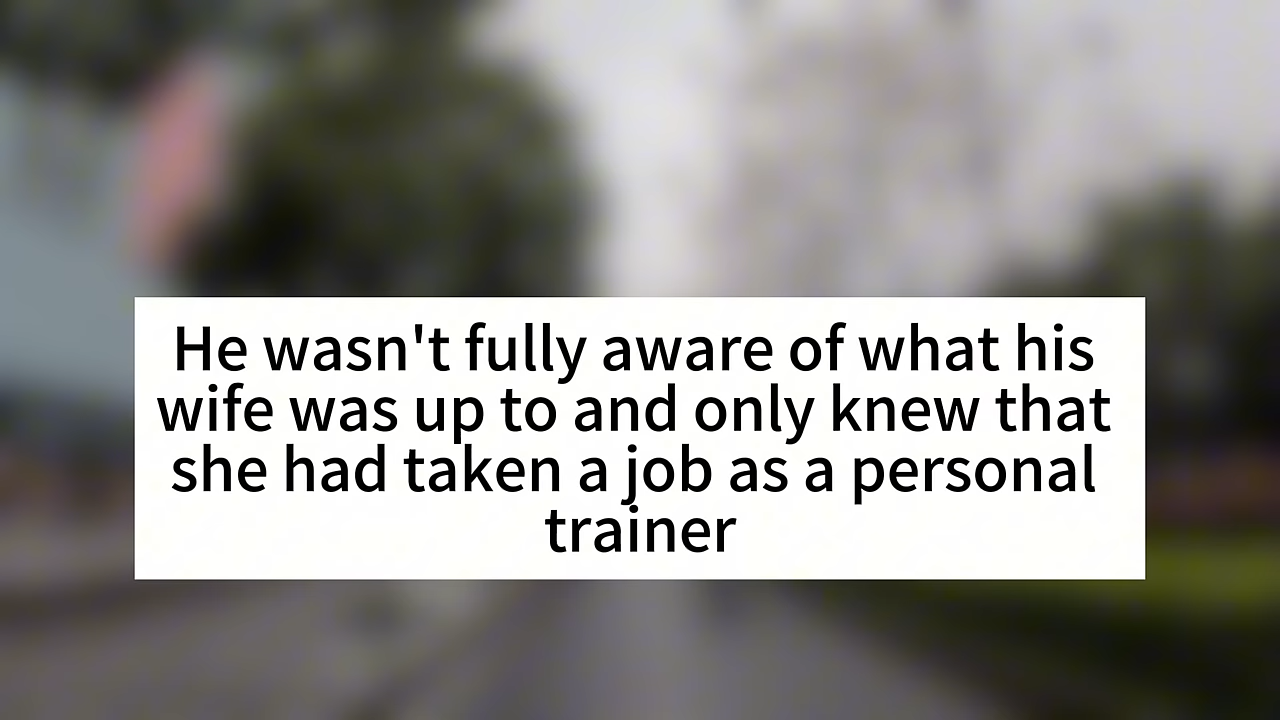 He wasn't fully aware of what his
wife was up to and only knew that
she had taken a job as a personal
trainer